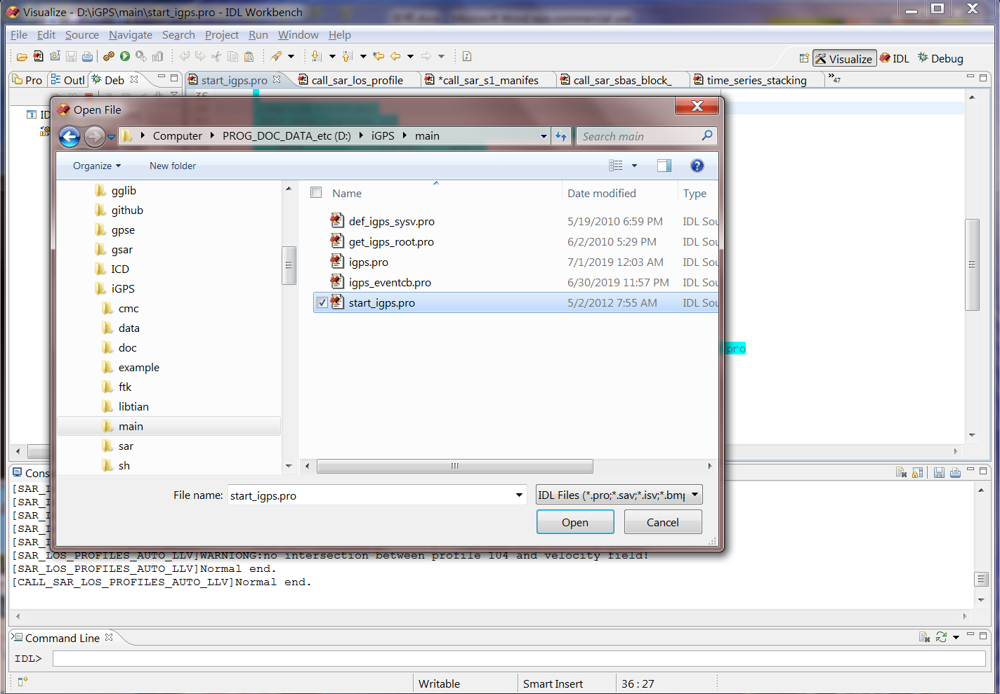 Visualize - D:\iGPS\main\start_igps.pro - IDL Workbench
File Edit Source Navigate Search Project Run Window Help
Visualize IDL Debug
Pro Outl Deb start_igps.pro call_sar_los_profile *call_sar_s1_manifes call_sar_sbas_block_ time_series_stacking »47
35
ID
Open File
Computer PROG_DOC_DATA_etc (D:) iGPS main Search main
Organize New folder
Name Date modified Type
gglib
github
gpse
gsar
ICD
iGPS
cmc
data
doc
example
ftk
libtian
main
sar
sh
def_igps_sysv.pro 5/19/2010 6:59 PM IDL Sou
get_igps_root.pro 6/2/2010 5:29 PM IDL Sou
igps.pro 7/1/2019 12:03 AM IDL Sou
igps_eventcb.pro 6/30/2019 11:57 PM IDL Sou
start_igps.pro 5/2/2012 7:55 AM IDL Sou
pro
File name: start_igps.pro IDL Files (*.pro;*.sav;*.isv;*.bmp
Open Cancel
Cons
[SAR_I
[SAR_I
[SAR_I
[SAR_I
[SAR_I
[SAR_LOS_PROFILES_AUTO_LLV]WARNIONG:no intersection between profile 104 and velocity field!
[SAR_LOS_PROFILES_AUTO_LLV]Normal end.
[CALL_SAR_LOS_PROFILES_AUTO_LLV]Normal end.
Command Line
IDL>
Writable Smart Insert 36 : 27